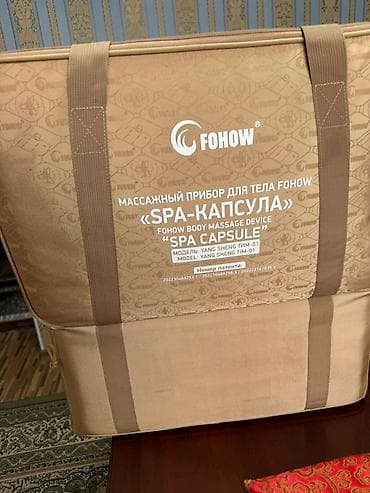 FOHOW ®
МАССАЖНЫЙ ПРИБОР ДЛЯ ТЕЛА FOHOW
«SPA-КАПСУЛА»
FOHOW BODY MASSAGE DEVICE
“SPA CAPSULE”
МОДЕЛЬ: YANG SHENG ТИМ-01
MODEL: YANG SHENG TIM-01
Номер патента